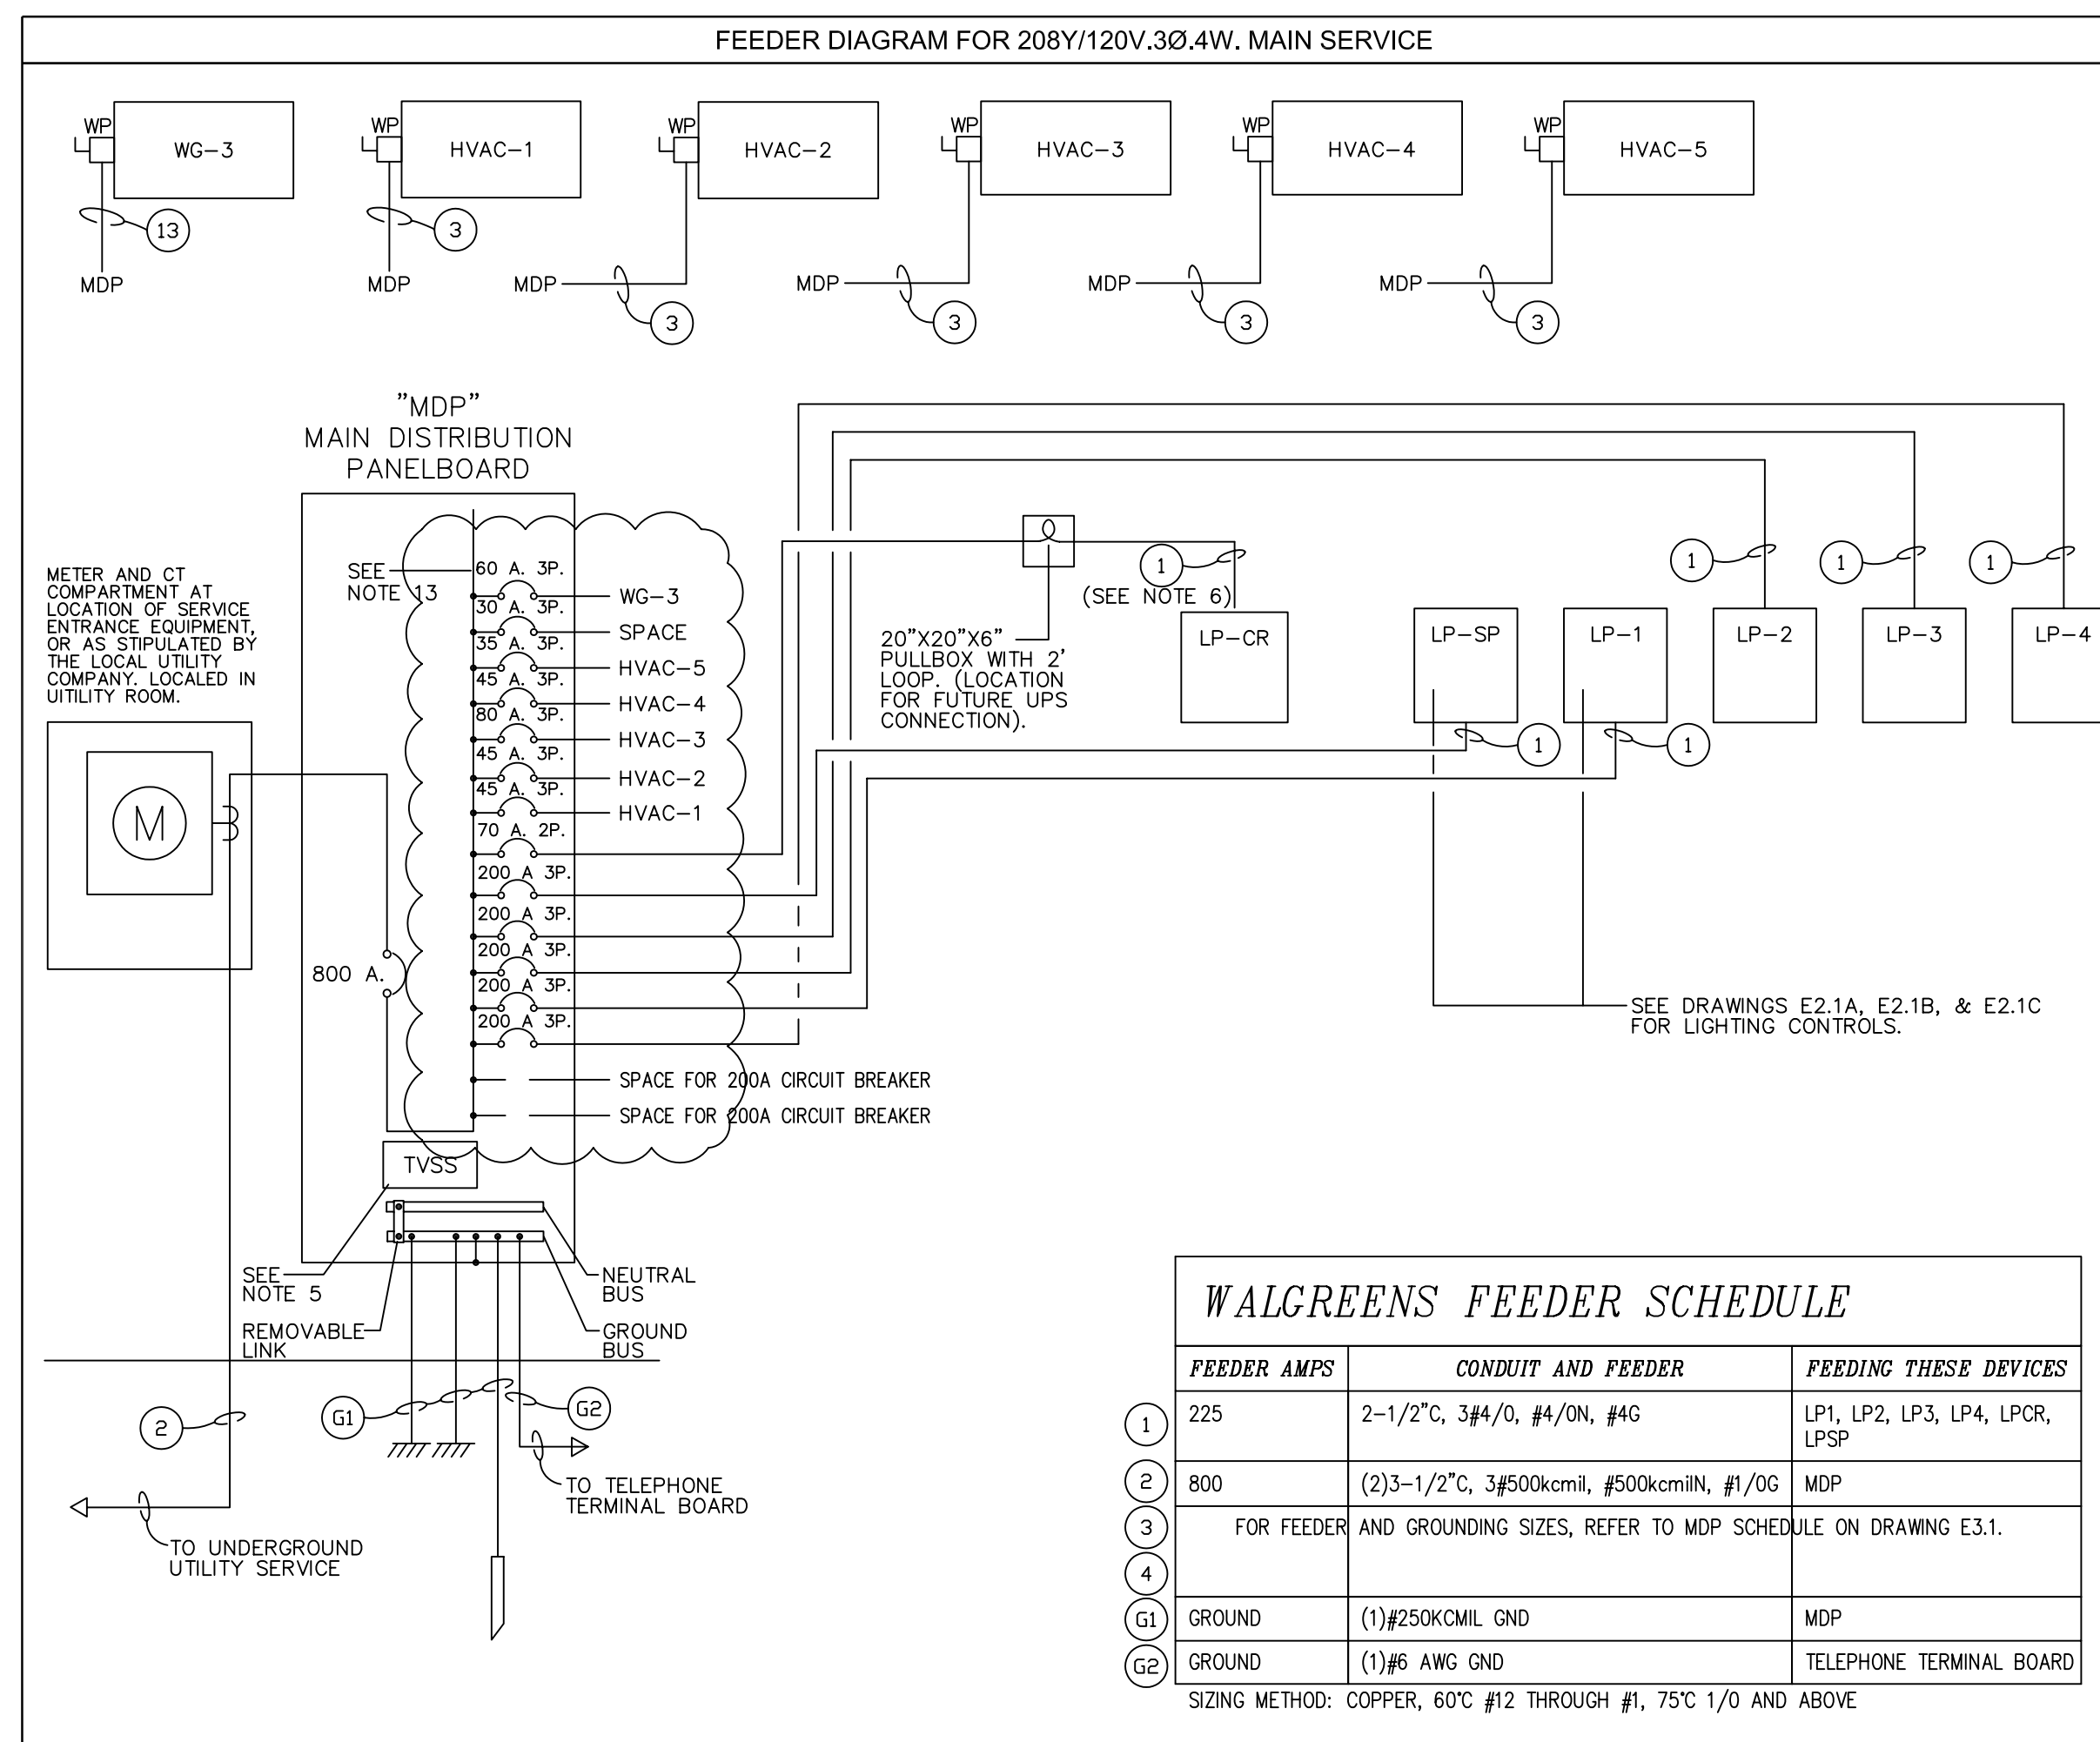 FEEDER DIAGRAM FOR 208Y/120V.3Ø.4W. MAIN SERVICE
WP
WG-3
13
MDP
WP
HVAC-1
3
MDP
WP
HVAC-2
MDP
3
WP
HVAC-3
MDP
3
WP
HVAC-4
MDP
3
WP
HVAC-5
MDP
3
"MDP"
MAIN DISTRIBUTION
PANELBOARD
METER AND CT
COMPARTMENT AT
LOCATION OF SERVICE
ENTRANCE EQUIPMENT,
OR AS STIPULATED BY
THE LOCAL UTILITY
COMPANY. LOCALED IN
UITILITY ROOM.
M
SEE
NOTE 13
60 A. 3P.
WG-3
30 A. 3P.
SPACE
35 A. 3P.
HVAC-5
45 A. 3P.
HVAC-4
80 A. 3P.
HVAC-3
45 A. 3P.
HVAC-2
45 A. 3P.
HVAC-1
70 A. 2P.
200 A 3P.
200 A 3P.
200 A 3P.
200 A 3P.
200 A 3P.
800 A.
SPACE FOR 200A CIRCUIT BREAKER
SPACE FOR 200A CIRCUIT BREAKER
TVSS
20"X20"X6"
PULLBOX WITH 2'
LOOP. (LOCATION
FOR FUTURE UPS
CONNECTION).
1
(SEE NOTE 6)
LP-CR
LP-SP
1
LP-1
1
1
LP-2
1
LP-3
1
LP-4
SEE DRAWINGS E2.1A, E2.1B, & E2.1C
FOR LIGHTING CONTROLS.
SEE
NOTE 5
REMOVABLE
LINK
NEUTRAL
BUS
GROUND
BUS
2
G1
G2
TO TELEPHONE
TERMINAL BOARD
TO UNDERGROUND
UTILITY SERVICE
WALGREENS FEEDER SCHEDULE
FEEDER AMPS CONDUIT AND FEEDER FEEDING THESE DEVICES
1 225 2-1/2"C, 3#4/0, #4/0N, #4G LP1, LP2, LP3, LP4, LPCR,
LPSP
2 800 (2)3-1/2"C, 3#500kcmil, #500kcmilN, #1/0G MDP
3 FOR FEEDER AND GROUNDING SIZES, REFER TO MDP SCHEDULE ON DRAWING E3.1.
4
G1 GROUND (1)#250KCMIL GND MDP
G2 GROUND (1)#6 AWG GND TELEPHONE TERMINAL BOARD
SIZING METHOD: COPPER, 60°C #12 THROUGH #1, 75°C 1/0 AND ABOVE